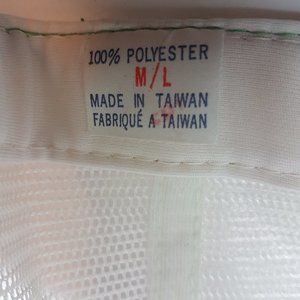 100% POLYESTER
M/L
MADE IN TAIWAN
FABRIQUÉ A TAIWAN